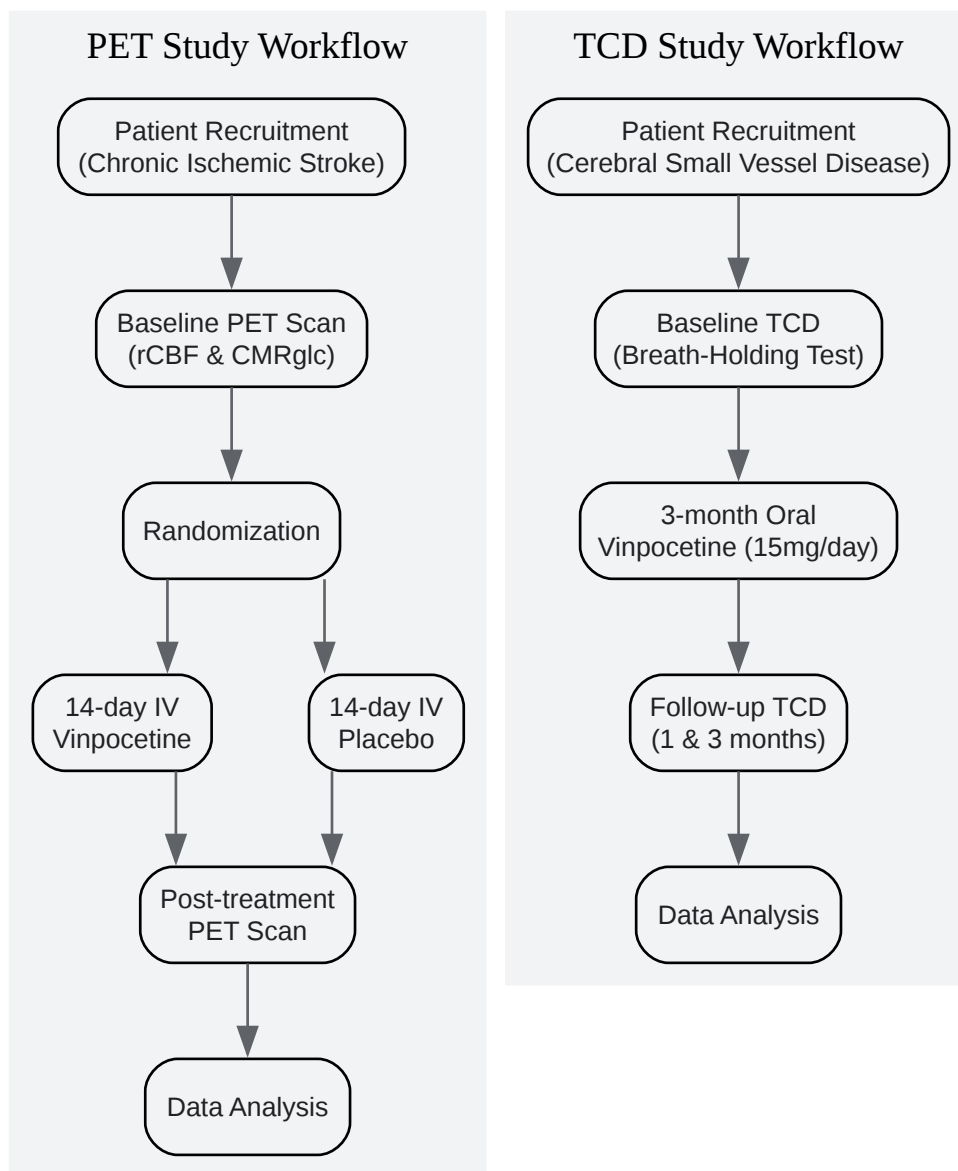 PET Study Workflow
Patient Recruitment
(Chronic Ischemic Stroke)
Baseline PET Scan
(rCBF & CMRglc)
Randomization
14-day IV
Vinpocetine
14-day IV
Placebo
Post-treatment
PET Scan
Data Analysis
TCD Study Workflow
Patient Recruitment
(Cerebral Small Vessel Disease)
Baseline TCD
(Breath-Holding Test)
3-month Oral
Vinpocetine (15mg/day)
Follow-up TCD
(1 & 3 months)
Data Analysis